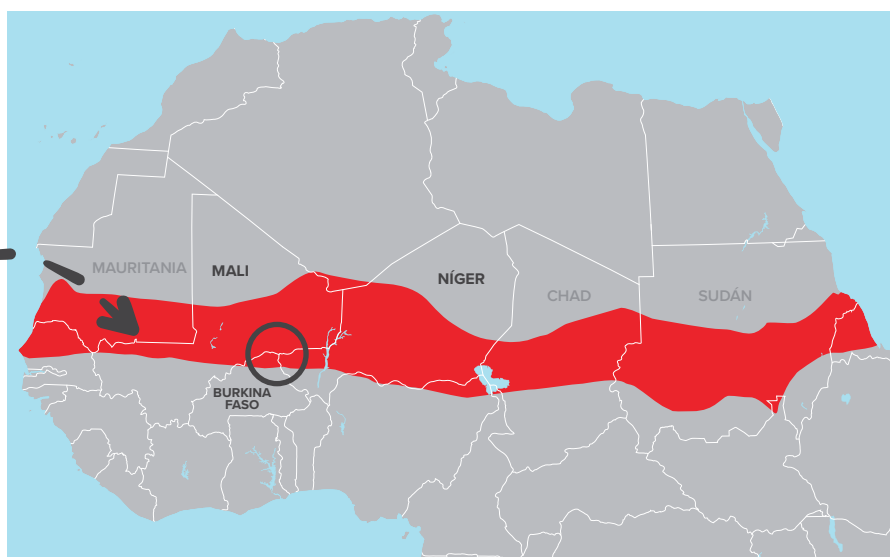 MAURITANIA
MALI
NÍGER
CHAD
SUDÁN
BURKINA
FASO